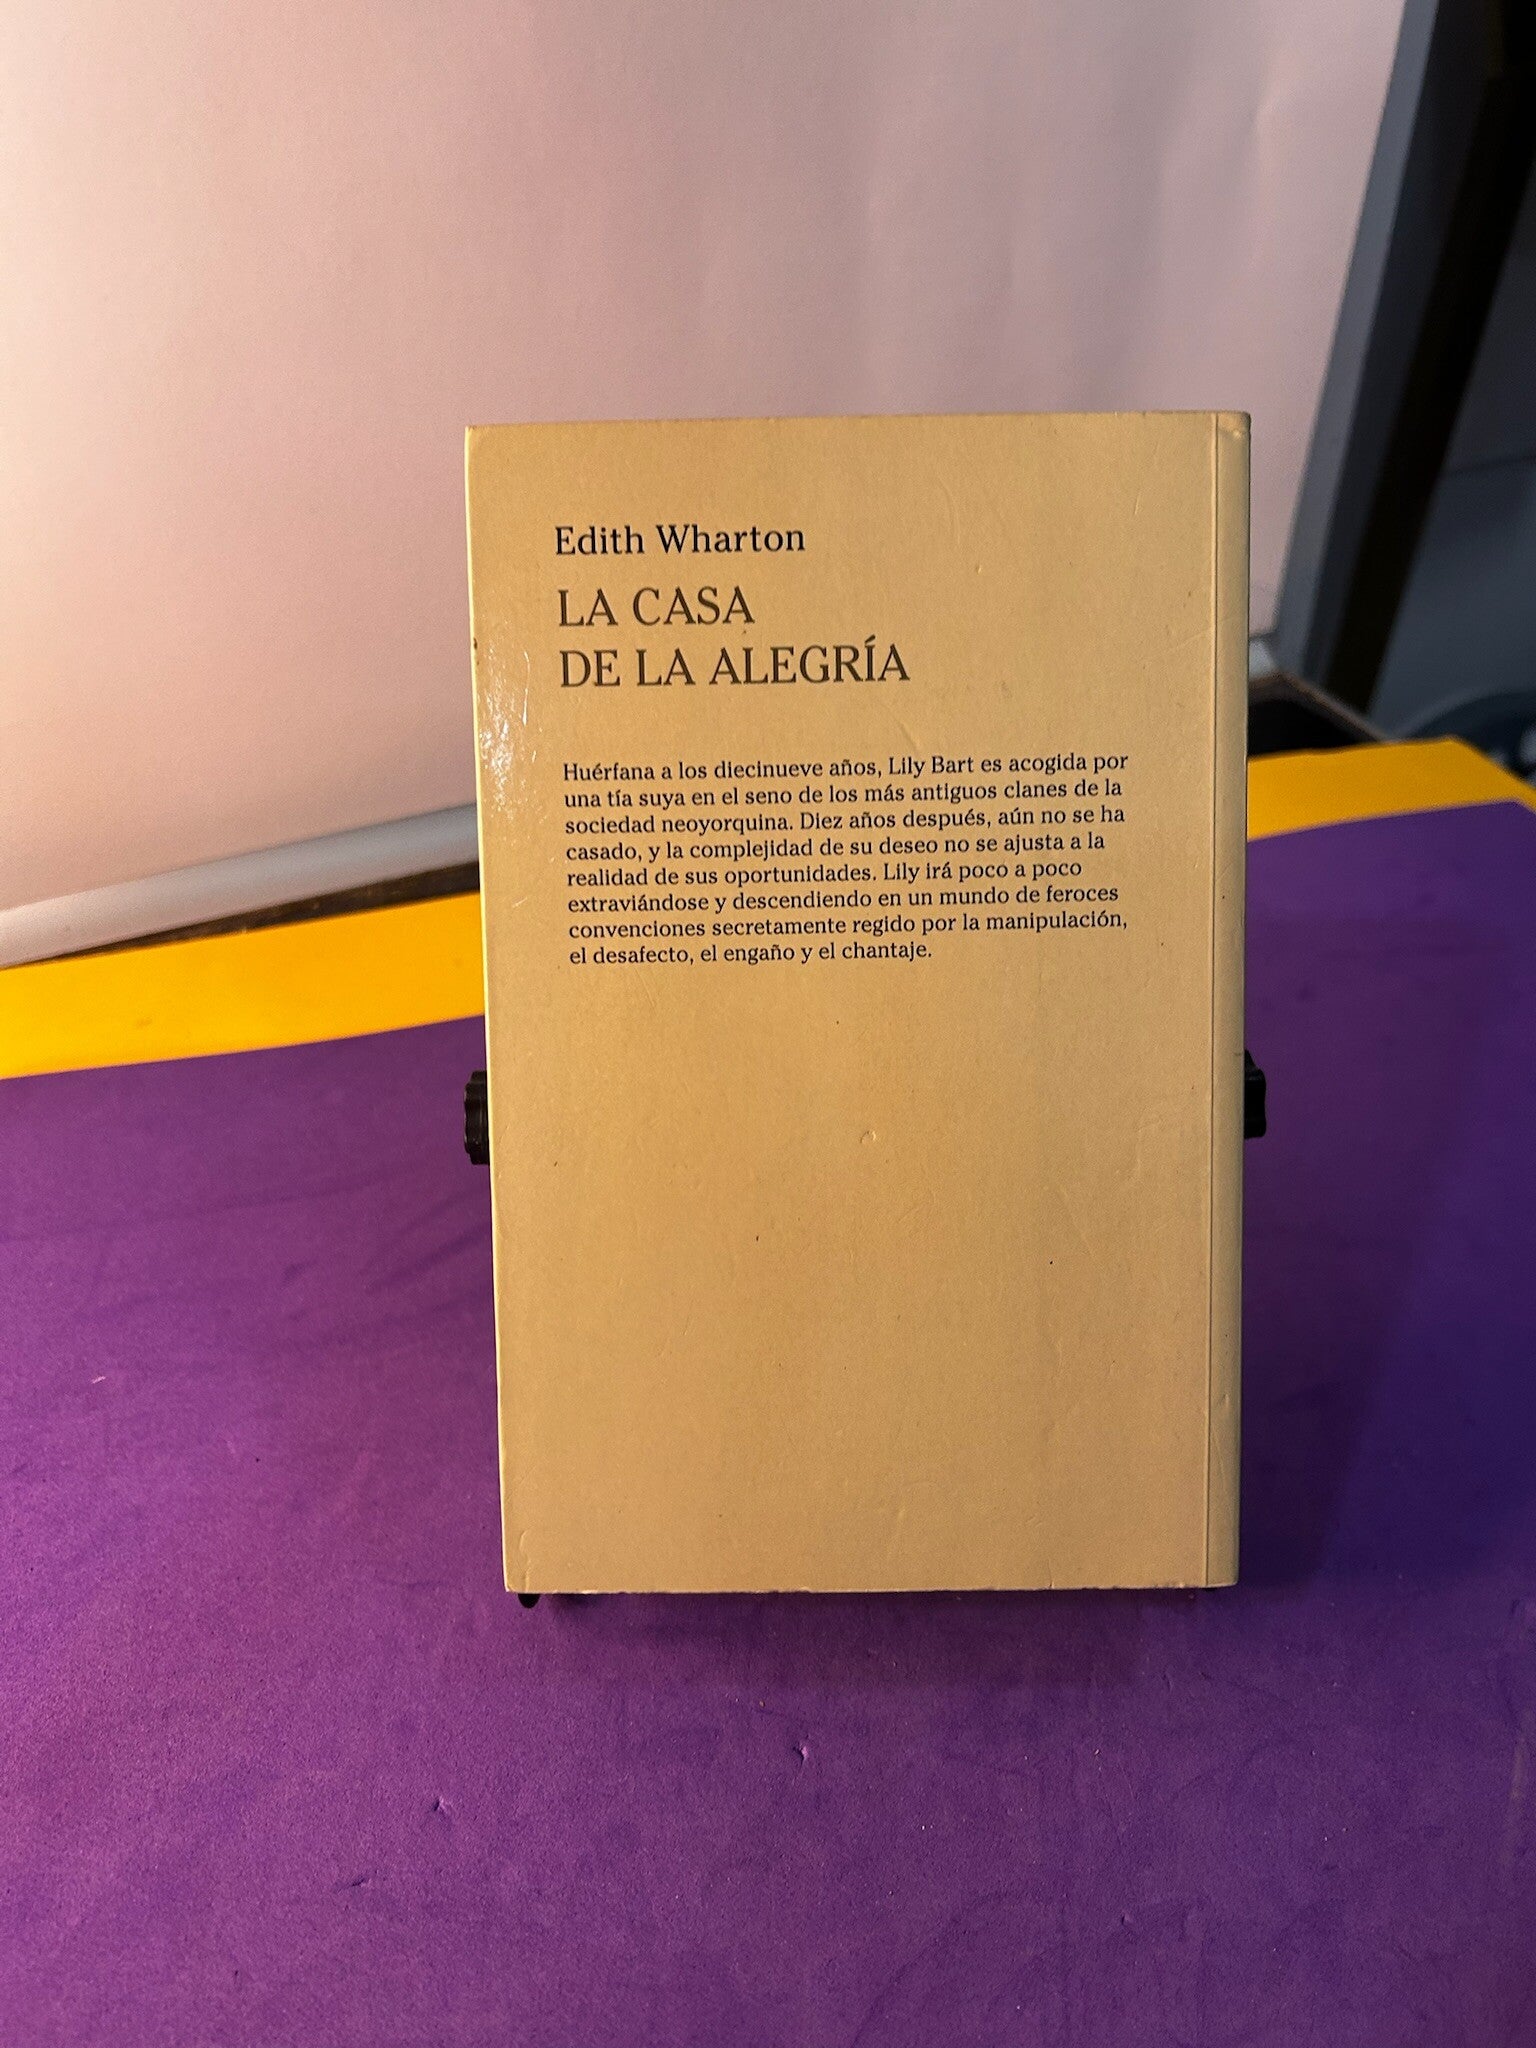 Edith Wharton
LA CASA
DE LA ALEGRÍA
Huérfana a los diecinueve años, Lily Bart es acogida por
una tía suya en el seno de los más antiguos clanes de la
sociedad neoyorquina. Diez años después, aún no se ha
casado, y la complejidad de su deseo no se ajusta a la
realidad de sus oportunidades. Lily irá poco a poco
extraviándose y descendiendo en un mundo de feroces
convenciones secretamente regido por la manipulación,
el desafecto, el engaño y el chantaje.